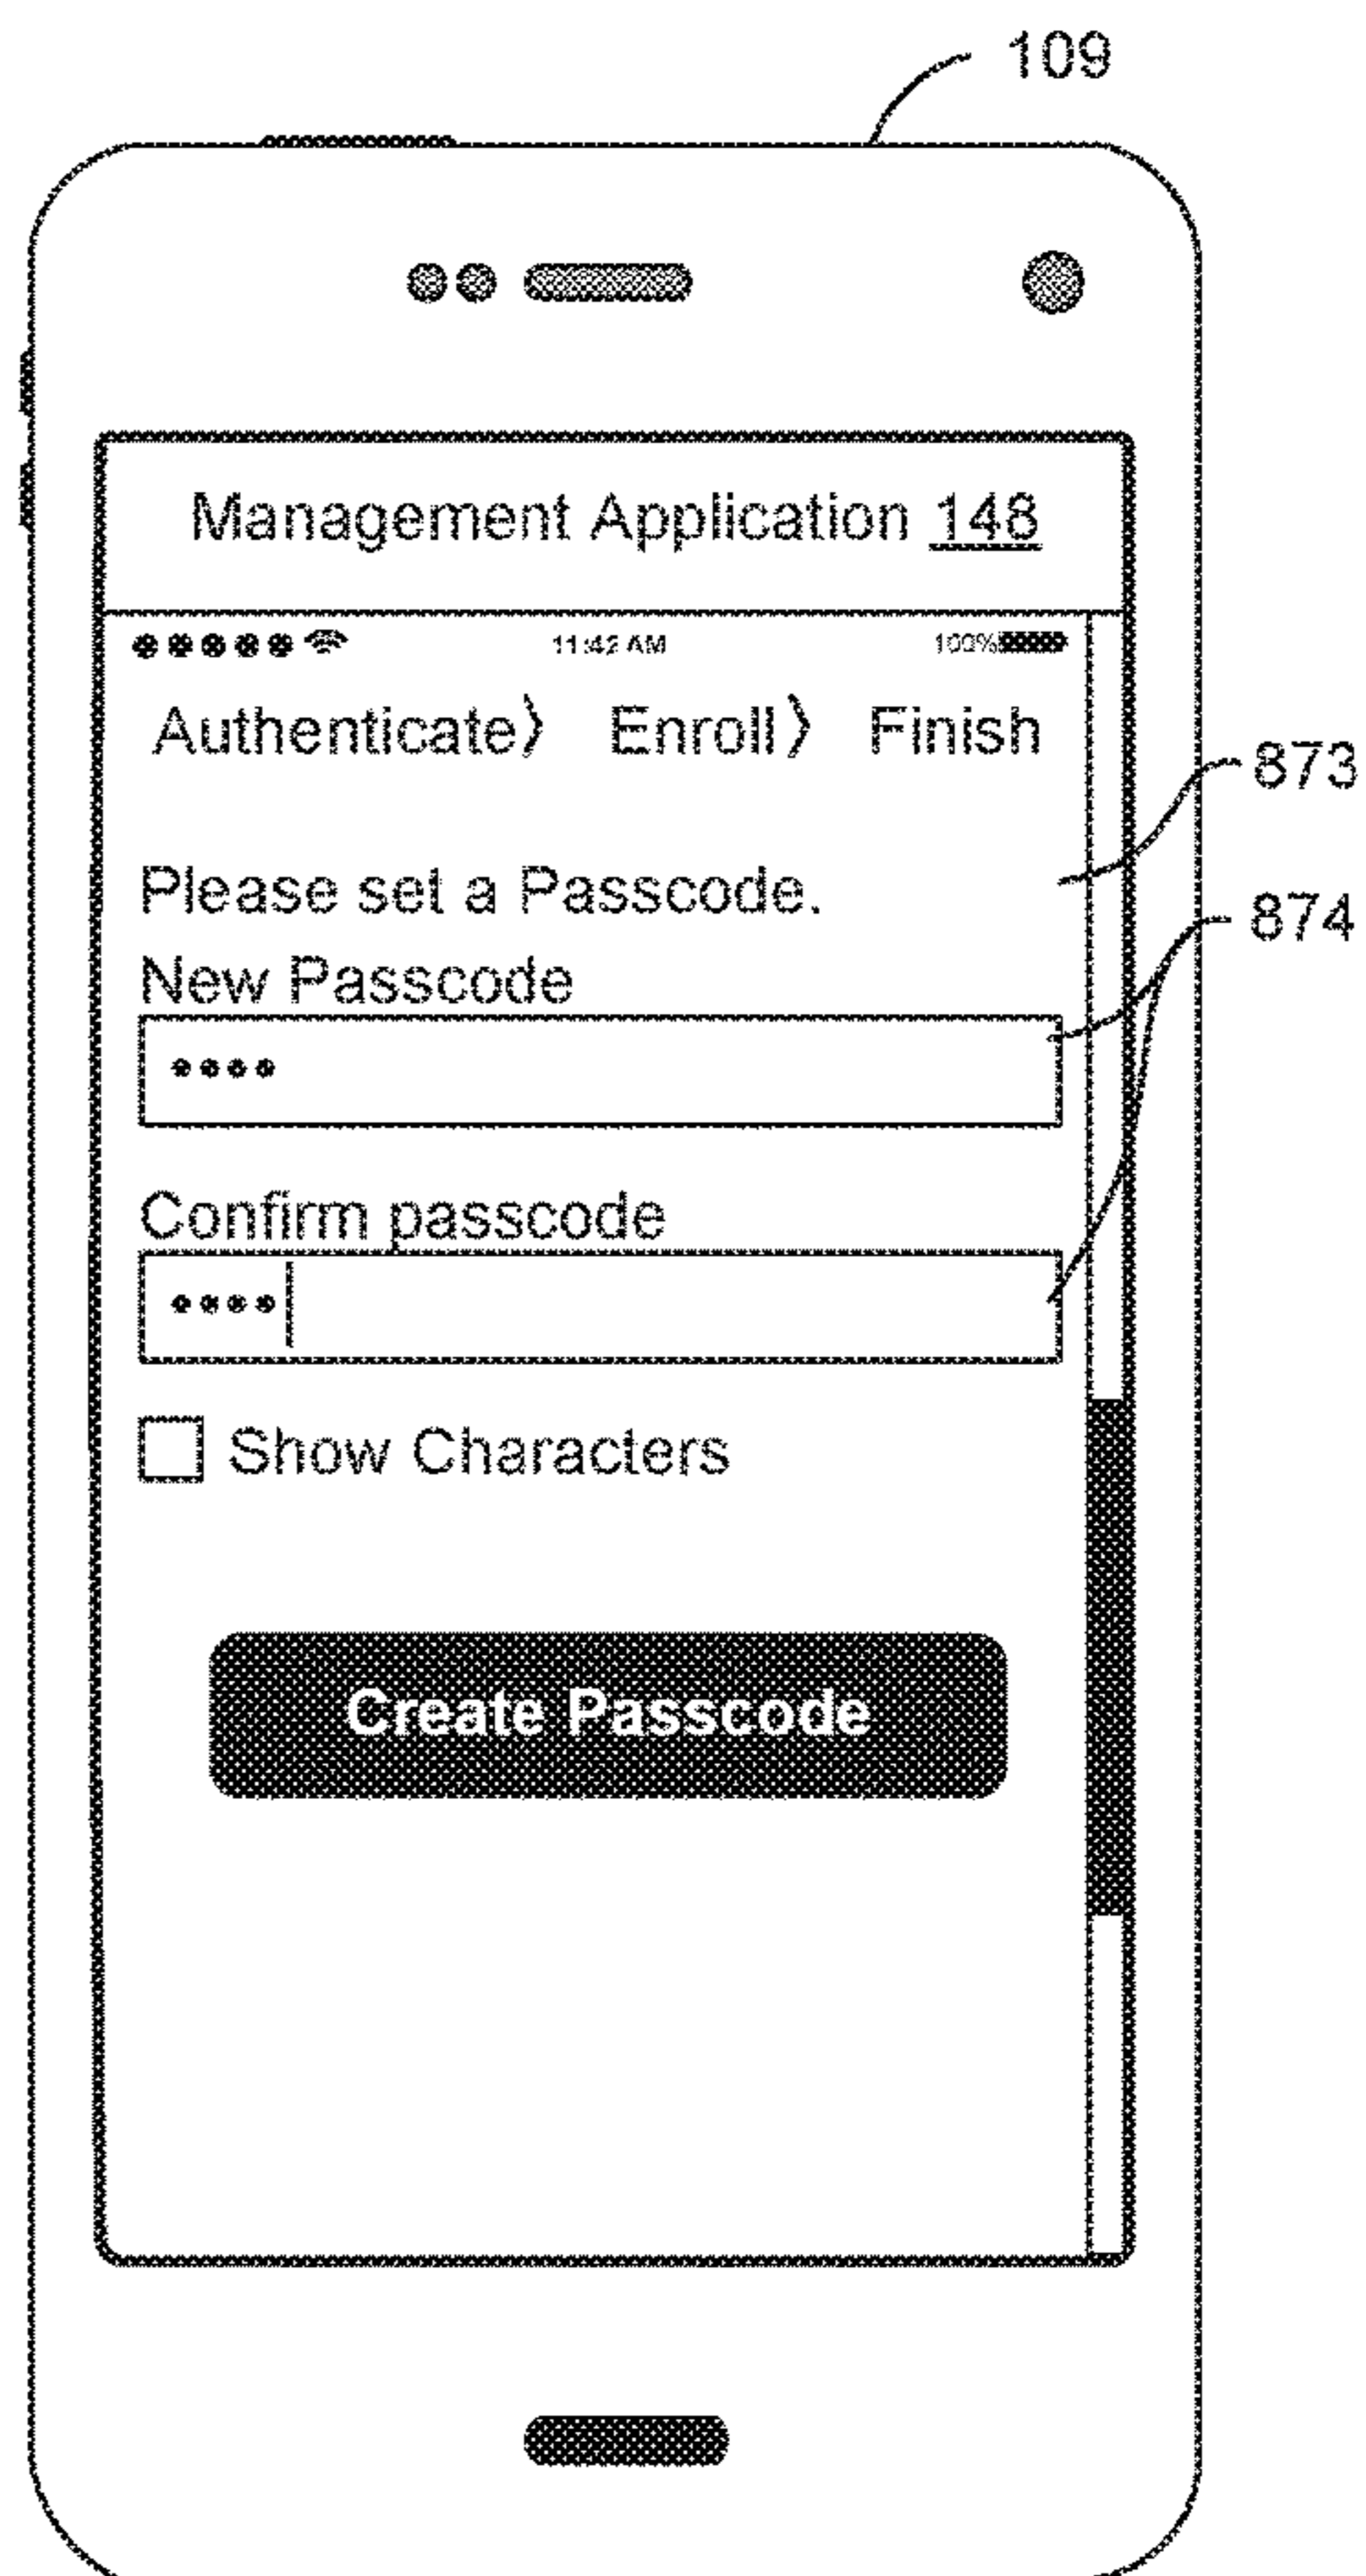 109
Management Application 148
11:42 AM 100%
Authenticate〉 Enroll〉 Finish
873
Please set a Passcode.
874
New Passcode
••••
Confirm passcode
••••
Show Characters
Create Passcode